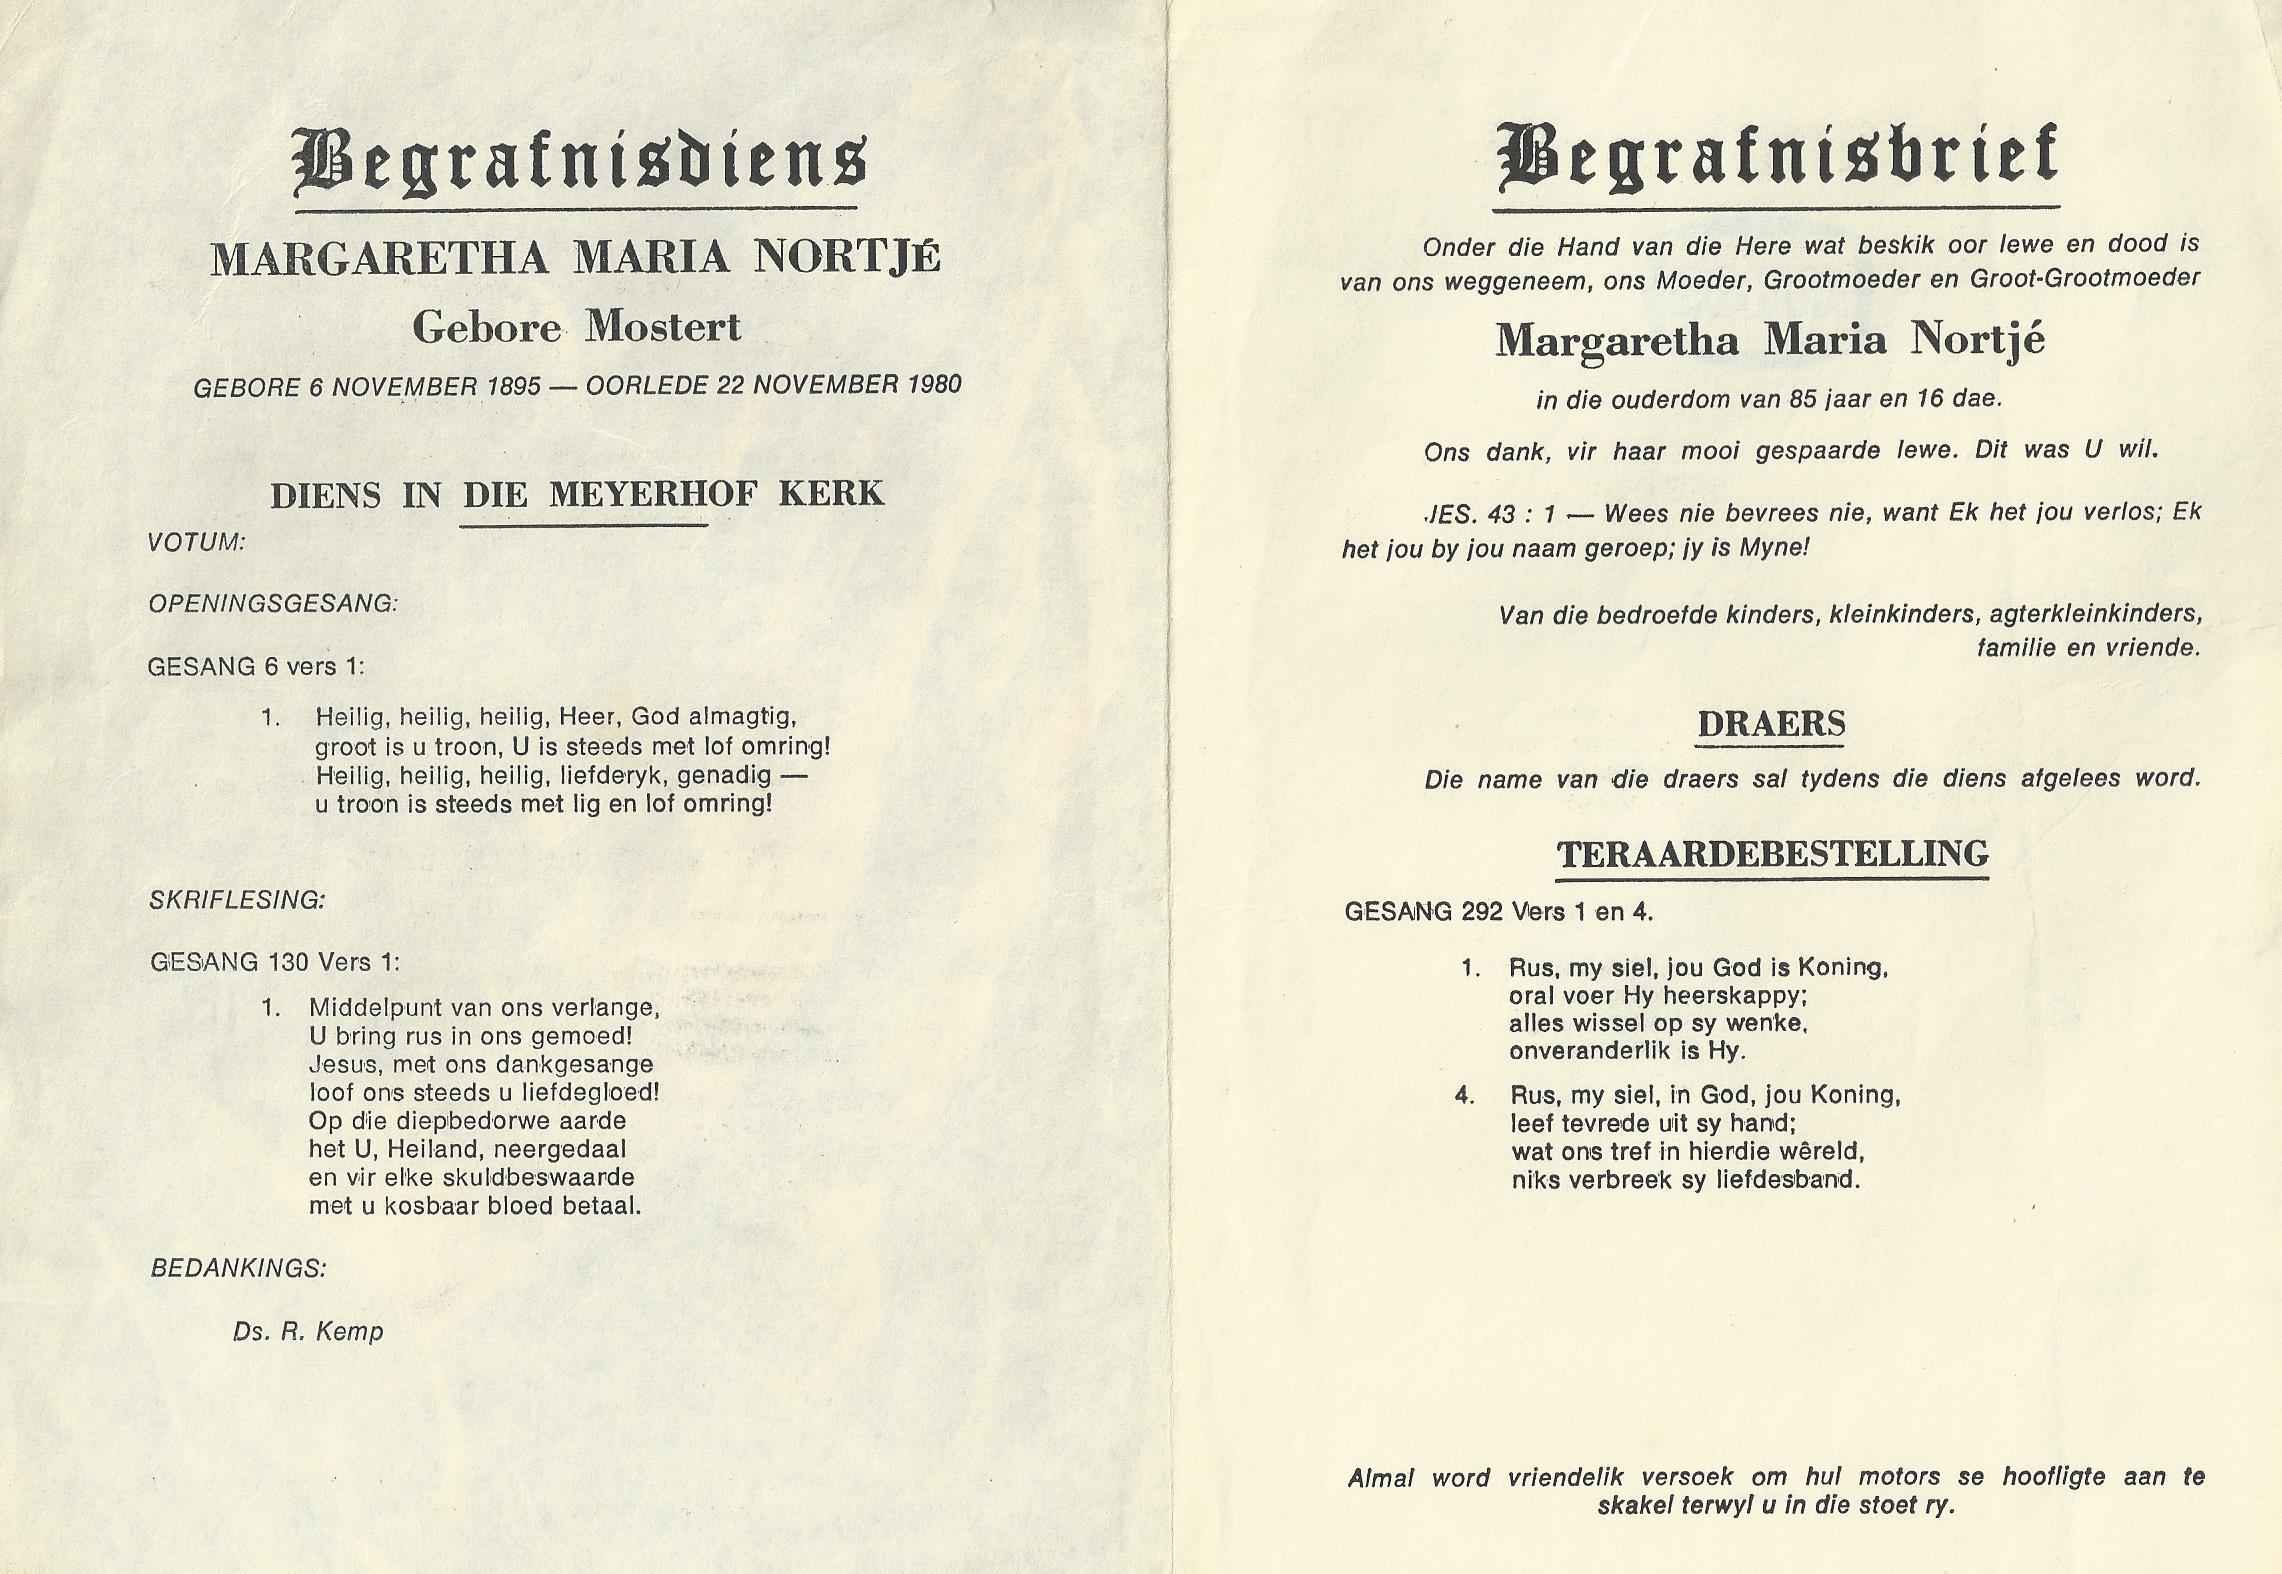 Begrafnisdiens
MARGARETHA MARIA NORTJÉ
Gebore Mostert
GEBORE 6 NOVEMBER 1895 — OORLEDE 22 NOVEMBER 1980
DIENS IN DIE MEYERHOF KERK
VOTUM:
OPENINGSGESANG:
GESANG 6 vers 1:
1. Heilig, heilig, heilig, Heer, God almagtig,
groot is u troon, U is steeds met lof omring!
Heilig, heilig, heilig, liefderyk, genadig —
u troon is steeds met lig en lof omring!
SKRIFLESING:
GESANG 130 Vers 1:
1. Middelpunt van ons verlange,
U bring rus in ons gemoed!
Jesus, met ons dankgesange
loof ons steeds u liefdegloed!
Op die diepbedorwe aarde
het U, Heiland, neergedaal
en vir elke skuldbeswaarde
met u kosbaar bloed betaal.
BEDANKINGS:
Ds. R. Kemp
Begrafnisbrief
Onder die Hand van die Here wat beskik oor lewe en dood is
van ons weggeneem, ons Moeder, Grootmoeder en Groot-Grootmoeder
Margaretha Maria Nortjé
in die ouderdom van 85 jaar en 16 dae.
Ons dank, vir haar mooi gespaarde lewe. Dit was U wil.
JES. 43 : 1 — Wees nie bevrees nie, want Ek het jou verlos; Ek
het jou by jou naam geroep; jy is Myne!
Van die bedroefde kinders, kleinkinders, agterkleinkinders,
familie en vriende.
DRAERS
Die name van die draers sal tydens die diens afgelees word.
TERAARDEBESTELLING
GESANG 292 Vers 1 en 4.
1. Rus, my siel, jou God is Koning,
oral voer Hy heerskappy;
alles wissel op sy wenke,
onveranderlik is Hy.
4. Rus, my siel, in God, jou Koning,
leef tevrede uit sy hand;
wat ons tref in hierdie wêreld,
niks verbreek sy liefdesband.
Almal word vriendelik versoek om hul motors se hoofligte aan te
skakel terwyl u in die stoet ry.